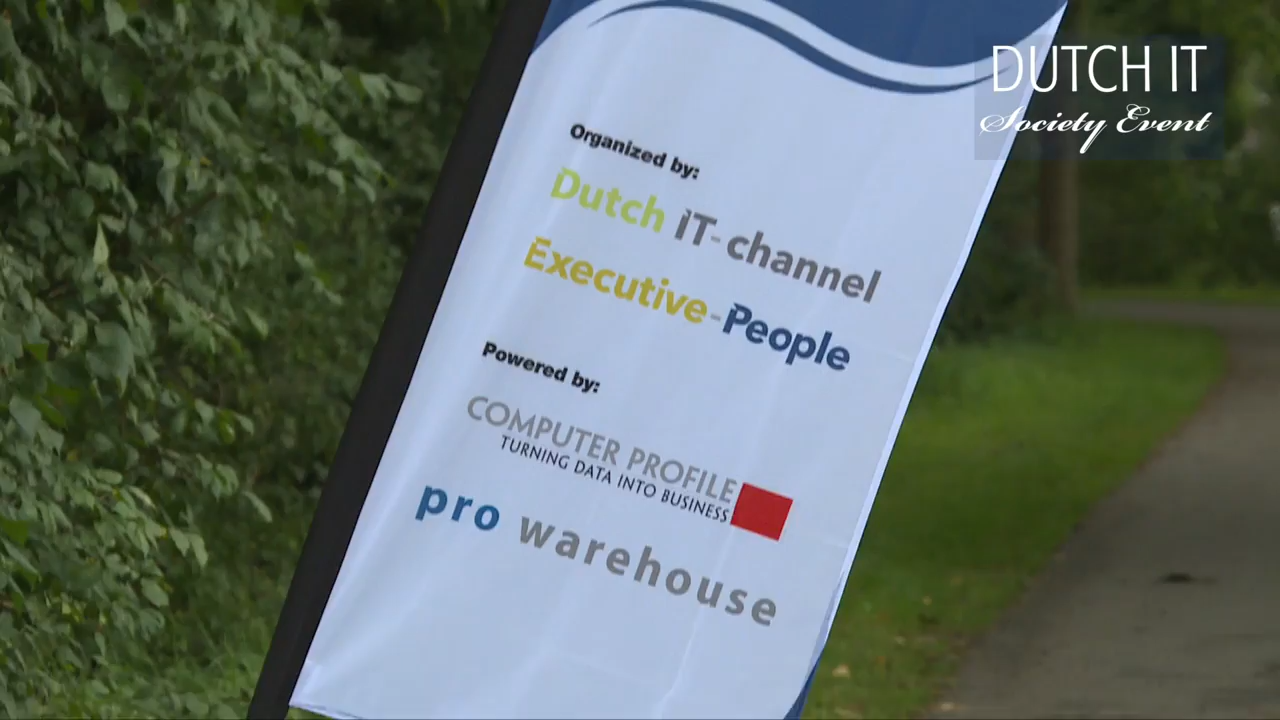 DUTCH IT
Society Event
Organized by:
Dutch IT-channel
Executive-People
Powered by:
COMPUTER PROFILE
TURNING DATA INTO BUSINESS
pro warehouse